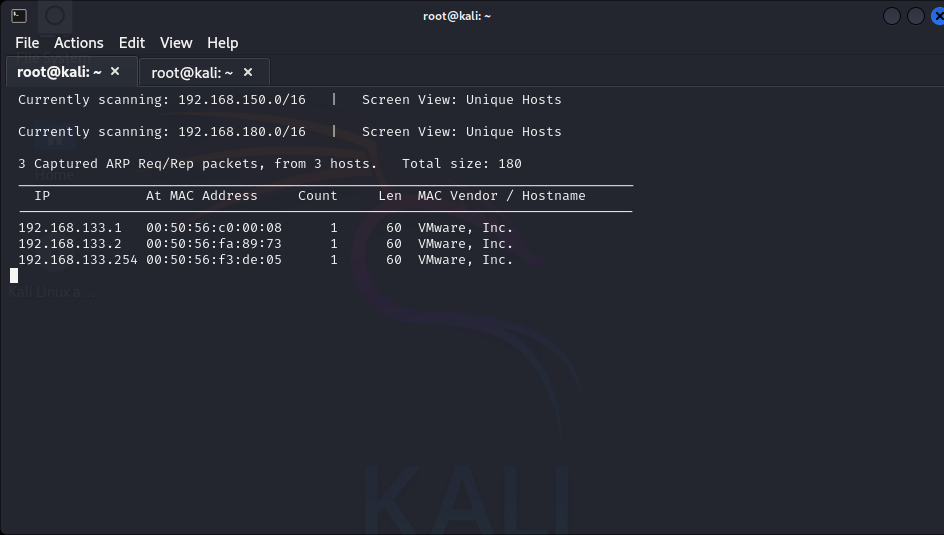 root@kali: ~
File Actions Edit View Help
root@kali: ~ × root@kali: ~ ×
Currently scanning: 192.168.150.0/16 | Screen View: Unique Hosts
Currently scanning: 192.168.180.0/16 | Screen View: Unique Hosts
3 Captured ARP Req/Rep packets, from 3 hosts. Total size: 180
IP At MAC Address Count Len MAC Vendor / Hostname
192.168.133.1 00:50:56:c0:00:08 1 60 VMware, Inc.
192.168.133.2 00:50:56:fa:89:73 1 60 VMware, Inc.
192.168.133.254 00:50:56:f3:de:05 1 60 VMware, Inc.
Home
Kali Linux a...
KALI